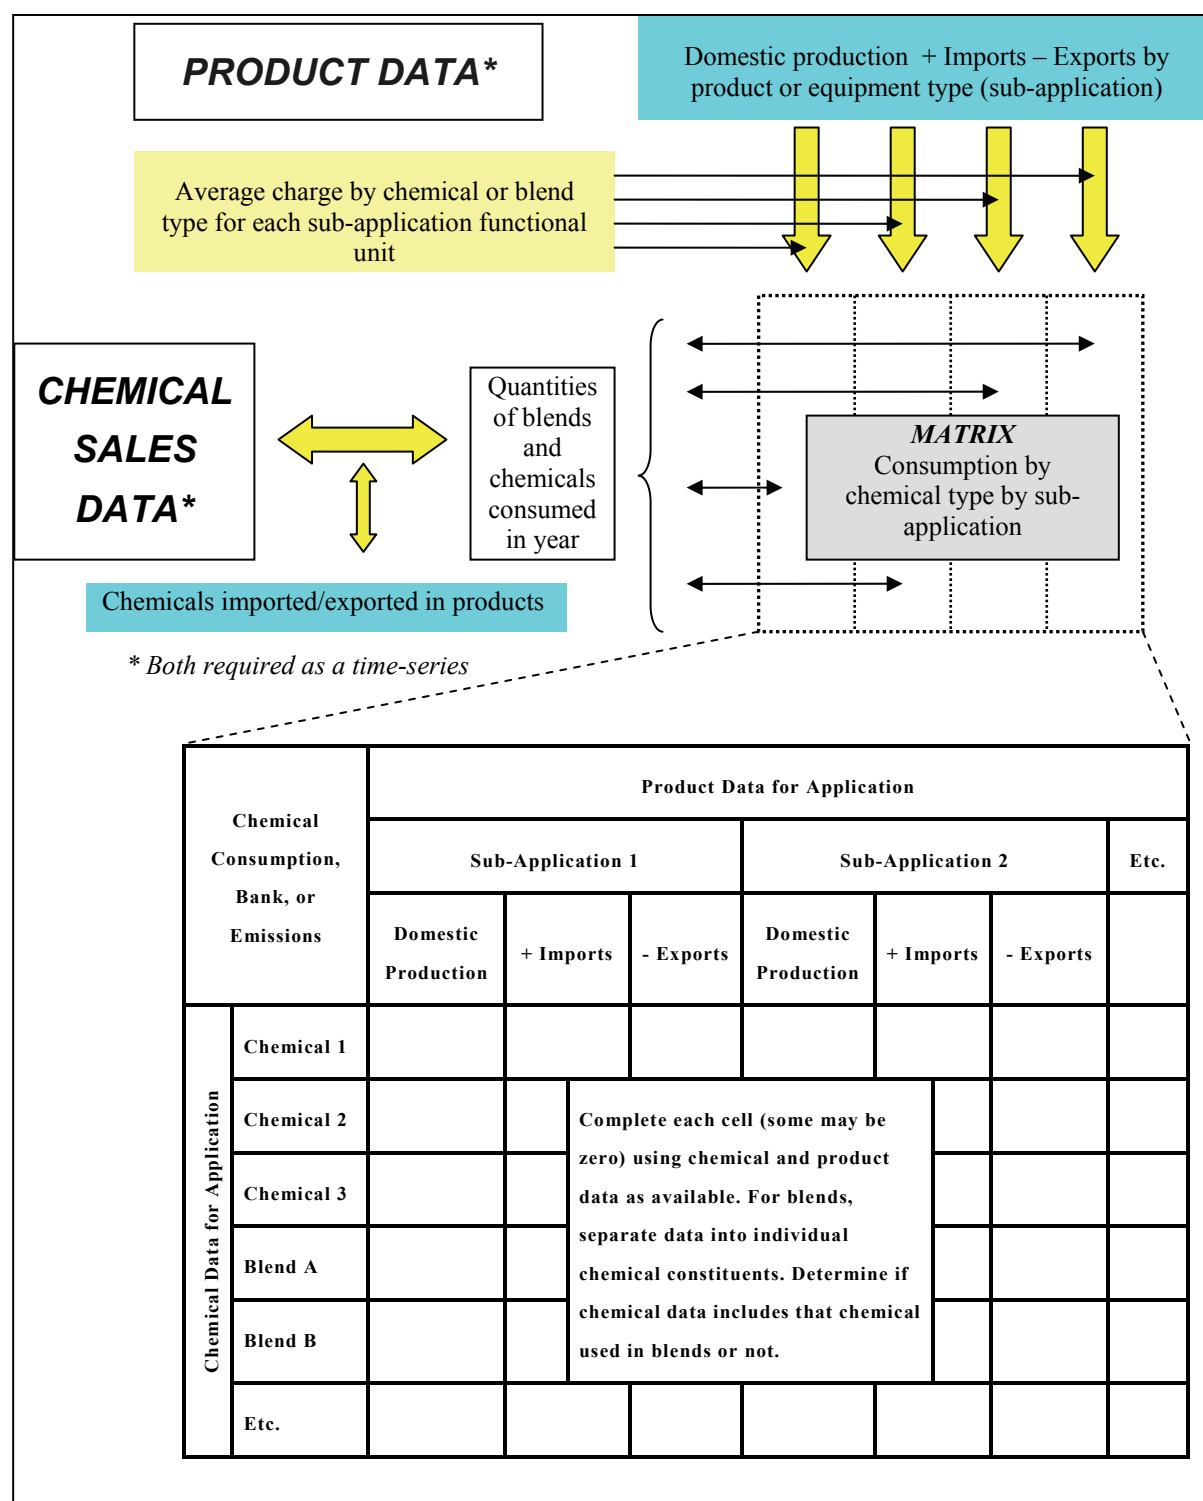 PRODUCT DATA*
Domestic production + Imports – Exports by
product or equipment type (sub-application)
Average charge by chemical or blend
type for each sub-application functional
unit
CHEMICAL
SALES
DATA*
Quantities
of blends
and
chemicals
consumed
in year
MATRIX
Consumption by
chemical type by sub-
application
Chemicals imported/exported in products
* Both required as a time-series
Chemical
Consumption,
Bank, or
Emissions
Product Data for Application
Sub-Application 1
Sub-Application 2
Etc.
Domestic
Production
+ Imports
- Exports
Domestic
Production
+ Imports
- Exports
Chemical Data for Application
Chemical 1
Chemical 2
Chemical 3
Blend A
Blend B
Etc.
Complete each cell (some may be
zero) using chemical and product
data as available. For blends,
separate data into individual
chemical constituents. Determine if
chemical data includes that chemical
used in blends or not.